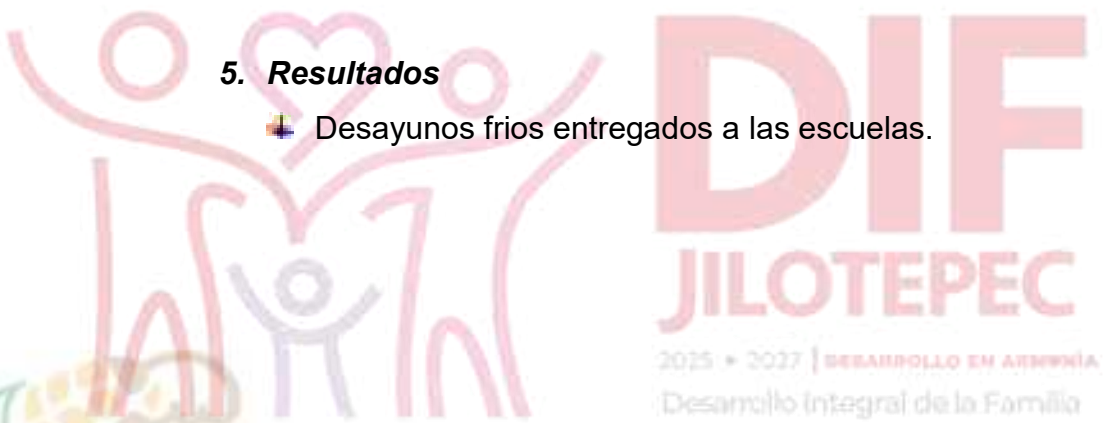 5. Resultados
Desayunos frios entregados a las escuelas.
DIF
JILOTEPEC
2025 • 2027 | DESARROLLO EN ARMONÍA
Desarrollo Integral de la Familia